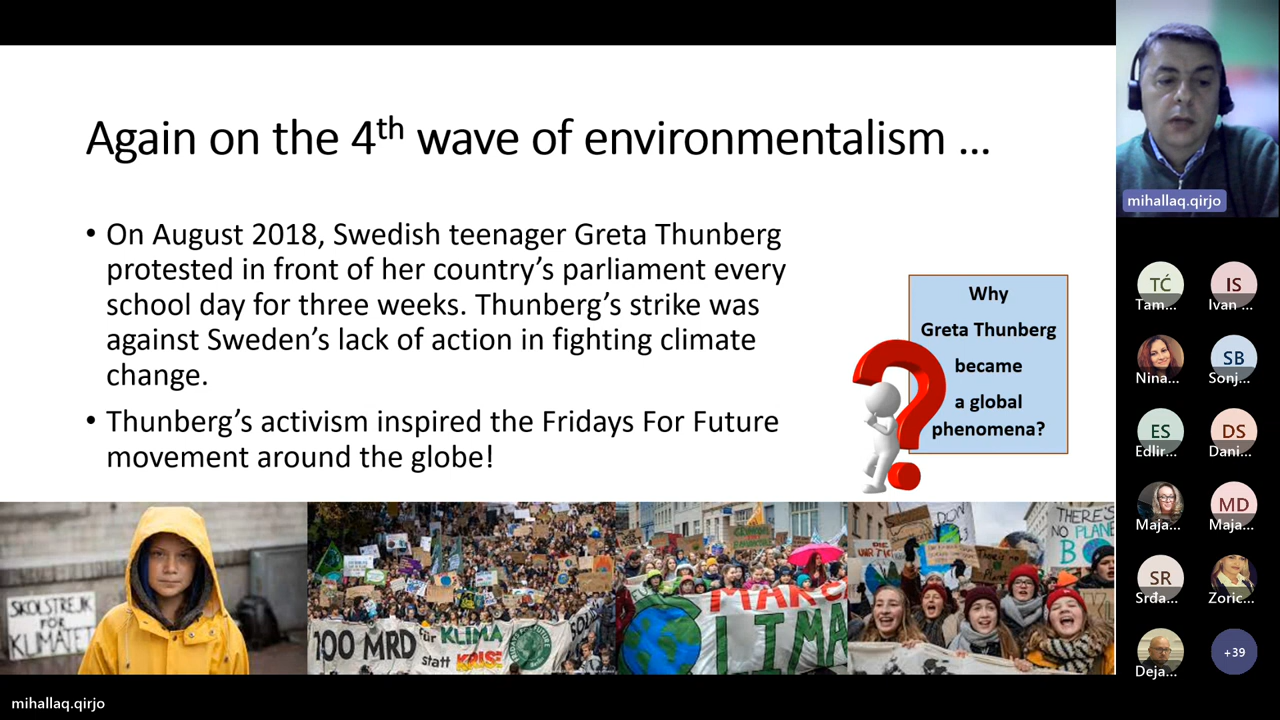 Again on the 4th wave of environmentalism ...
• On August 2018, Swedish teenager Greta Thunberg
protested in front of her country's parliament every
school day for three weeks. Thunberg's strike was
against Sweden's lack of action in fighting climate
change.
• Thunberg's activism inspired the Fridays For Future
movement around the globe!
Why
Greta Thunberg
became
a global
phenomena?
SKOLSTREJK
FÖR
KLIMATET
100 MRD für KLIMA
statt KRISE
MARCH
CLIMA
THERE'S
NO PLANET
B
mihallaq.qirjo
TĆ
Tam...
IS
Ivan ...
Nina...
SB
Sonj...
ES
Edlir...
DS
Dani...
Maja...
MD
Maja...
SR
Srđa...
Zoric...
Deja...
+39
mihallaq.qirjo